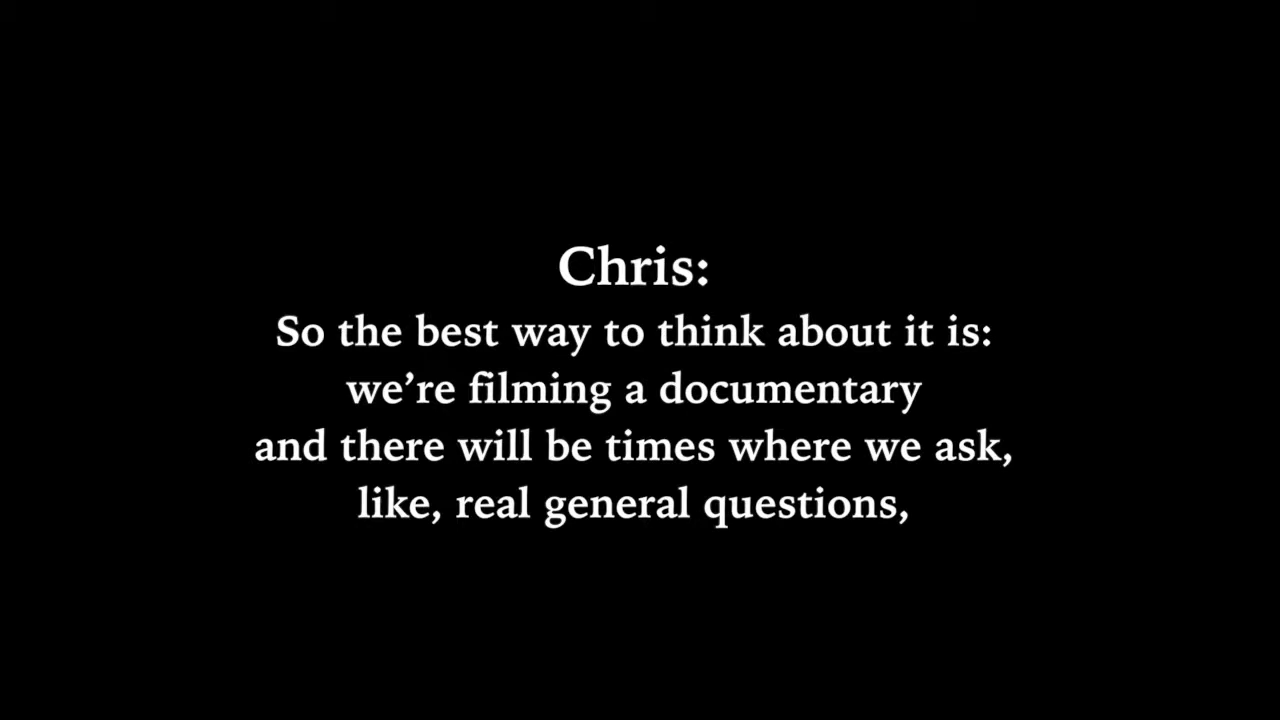 Chris:
So the best way to think about it is:
we’re filming a documentary
and there will be times where we ask,
like, real general questions,